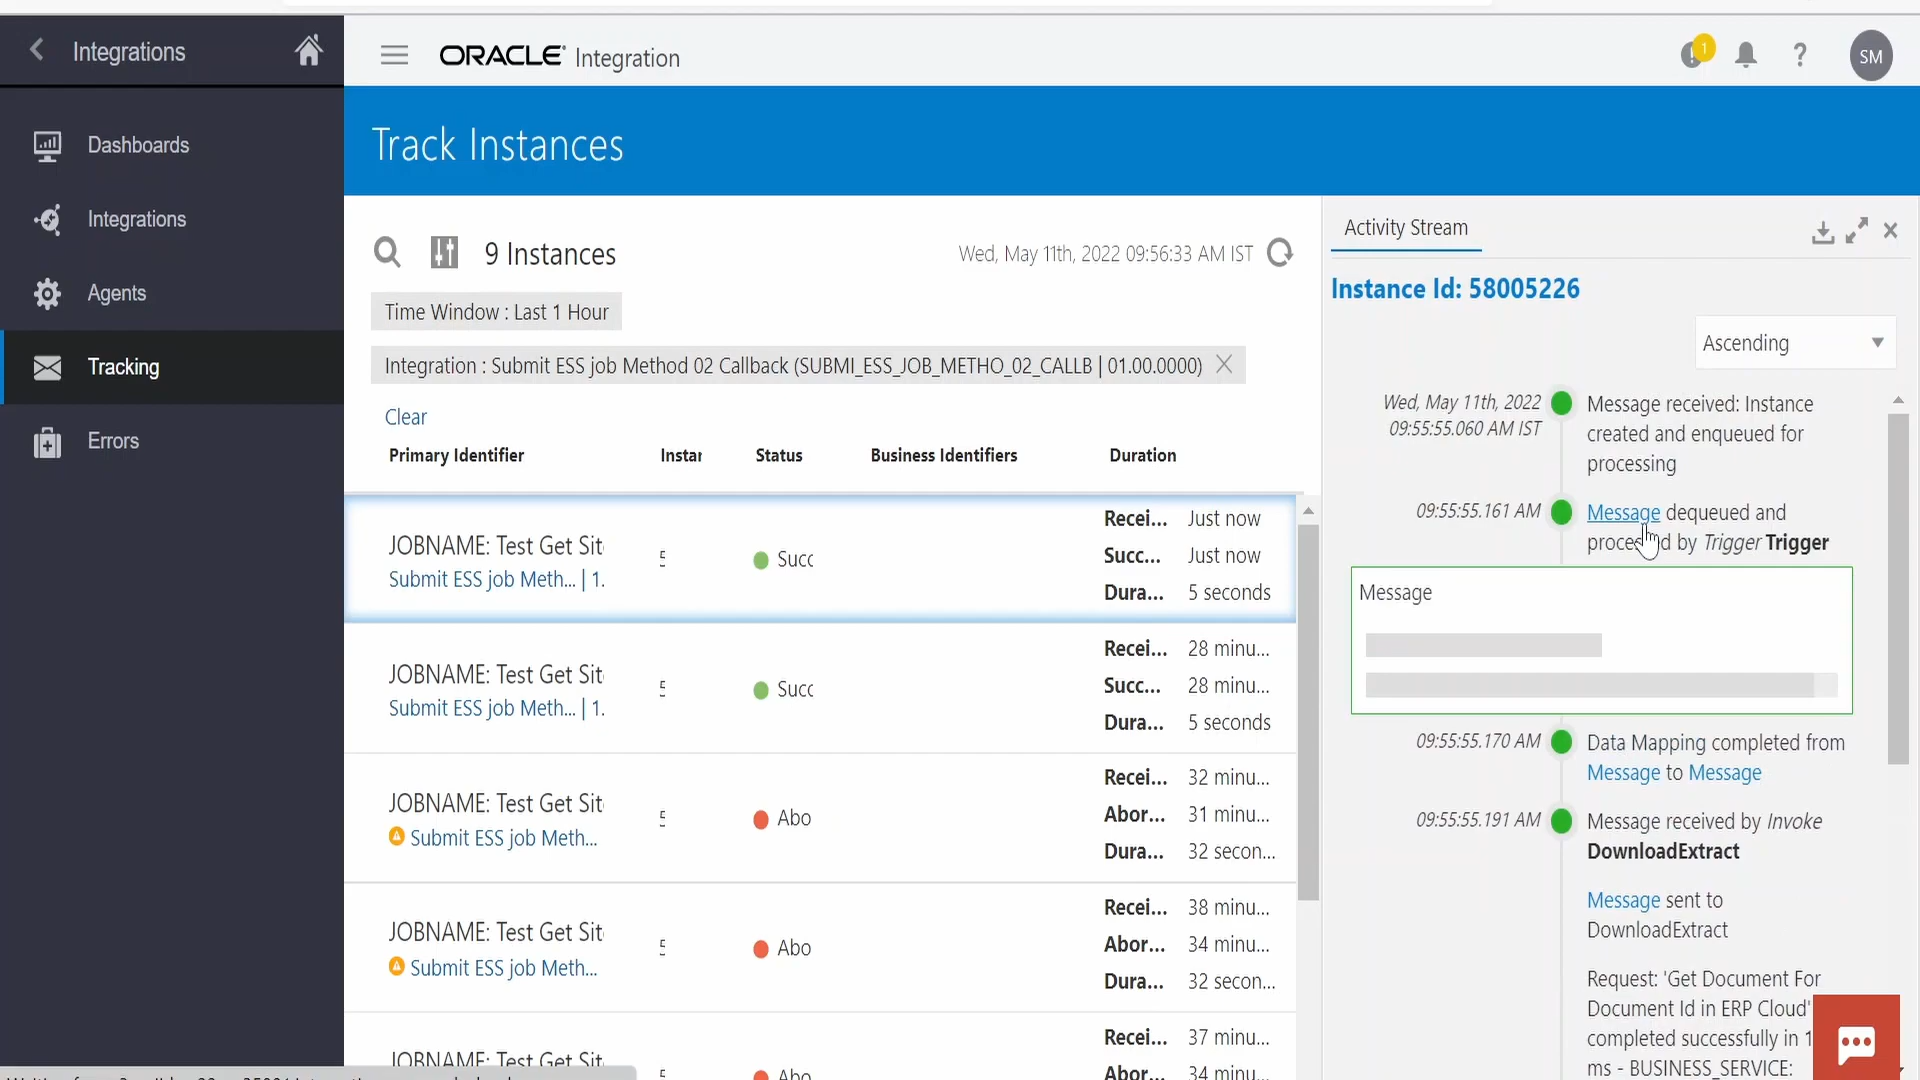 Integrations
ORACLE Integration
1
?
SM
Dashboards
Integrations
Agents
Tracking
Errors
Track Instances
9 Instances
Wed, May 11th, 2022 09:56:33 AM IST
Time Window : Last 1 Hour
Integration : Submit ESS job Method 02 Callback (SUBMI_ESS_JOB_METHO_02_CALLB | 01.00.0000)
Clear
Primary Identifier Instar Status Business Identifiers Duration
JOBNAME: Test Get Sit
Submit ESS job Meth... | 1.
5
Succ
Recei... Just now
Succ... Just now
Dura... 5 seconds
JOBNAME: Test Get Sit
Submit ESS job Meth... | 1.
5
Succ
Recei... 28 minu...
Succ... 28 minu...
Dura... 5 seconds
JOBNAME: Test Get Sit
Submit ESS job Meth...
5
Abo
Recei... 32 minu...
Abor... 31 minu...
Dura... 32 secon...
JOBNAME: Test Get Sit
Submit ESS job Meth...
5
Abo
Recei... 38 minu...
Abor... 34 minu...
Dura... 32 secon...
JOBNAME: Test Get Sit
5
Abo
Recei... 37 minu...
Abor... 34 minu...
Activity Stream
Instance Id: 58005226
Ascending
Wed, May 11th, 2022
09:55:55.060 AM IST
Message received: Instance
created and enqueued for
processing
09:55:55.161 AM
Message dequeued and
processed by Trigger Trigger
Message
09:55:55.170 AM
Data Mapping completed from
Message to Message
09:55:55.191 AM
Message received by Invoke
DownloadExtract
Message sent to
DownloadExtract
Request: 'Get Document For
Document Id in ERP Cloud'
completed successfully in 1
ms - BUSINESS_SERVICE: